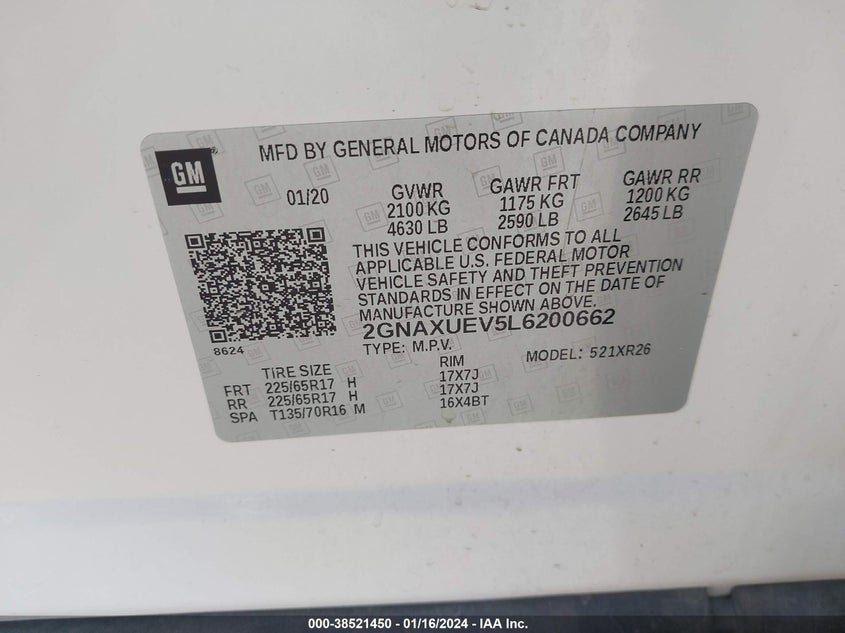 GM
MFD BY GENERAL MOTORS OF CANADA COMPANY
01/20
GVWR
2100 KG
4630 LB
GAWR FRT
1175 KG
2590 LB
GAWR RR
1200 KG
2645 LB
THIS VEHICLE CONFORMS TO ALL
APPLICABLE U.S. FEDERAL MOTOR
VEHICLE SAFETY AND THEFT PREVENTION
STANDARDS IN EFFECT ON THE DATE OF
MANUFACTURE SHOWN ABOVE.
2GNAXUEV5L6200662
8624
TYPE: M.P.V.
MODEL: 521XR26
TIRE SIZE RIM
FRT 225/65R17 H 17X7J
RR 225/65R17 H 17X7J
SPA T135/70R16 M 16X4BT
000-38521450 - 01/16/2024 - IAA Inc.